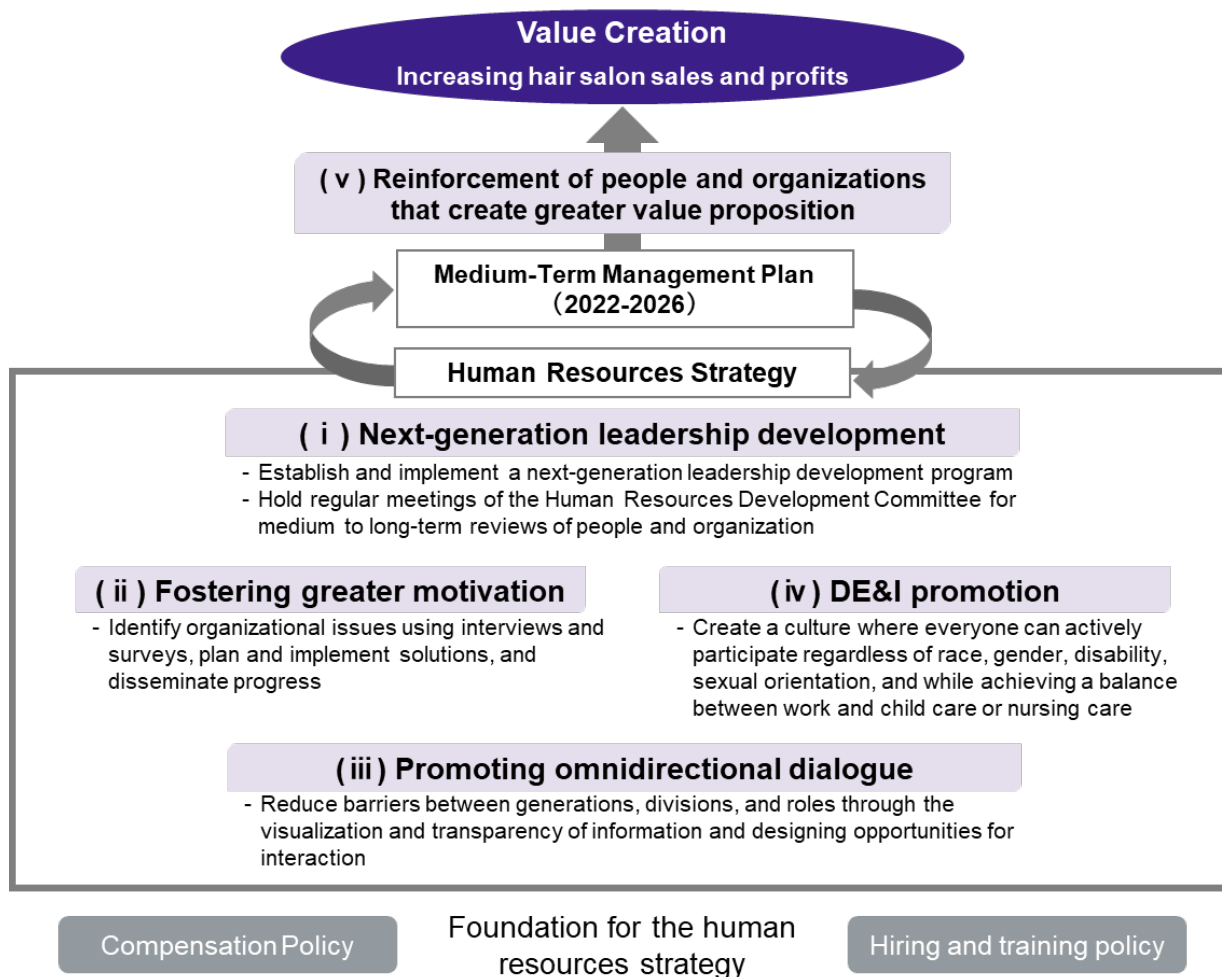 Value Creation
Increasing hair salon sales and profits
(ⅴ) Reinforcement of people and organizations
that create greater value proposition
Medium-Term Management Plan
（2022-2026）
Human Resources Strategy
(ⅰ) Next-generation leadership development
- Establish and implement a next-generation leadership development program
- Hold regular meetings of the Human Resources Development Committee for
medium to long-term reviews of people and organization
(ⅱ) Fostering greater motivation
- Identify organizational issues using interviews and
surveys, plan and implement solutions, and
disseminate progress
(ⅳ) DE&I promotion
- Create a culture where everyone can actively
participate regardless of race, gender, disability,
sexual orientation, and while achieving a balance
between work and child care or nursing care
(ⅲ) Promoting omnidirectional dialogue
- Reduce barriers between generations, divisions, and roles through the
visualization and transparency of information and designing opportunities for
interaction
Compensation Policy
Foundation for the human
resources strategy
Hiring and training policy